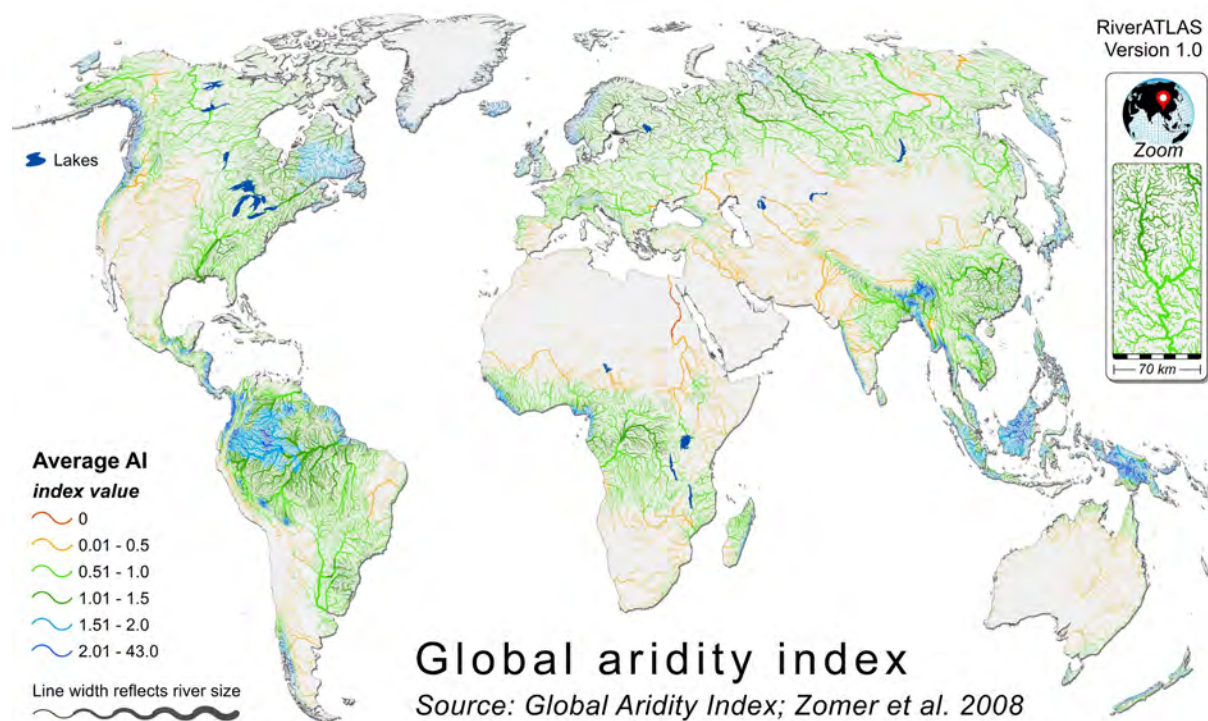 RiverATLAS
Version 1.0
Zoom
70 km
Lakes
Average AI
index value
0
0.01 - 0.5
0.51 - 1.0
1.01 - 1.5
1.51 - 2.0
2.01 - 43.0
Line width reflects river size
Global aridity index
Source: Global Aridity Index; Zomer et al. 2008